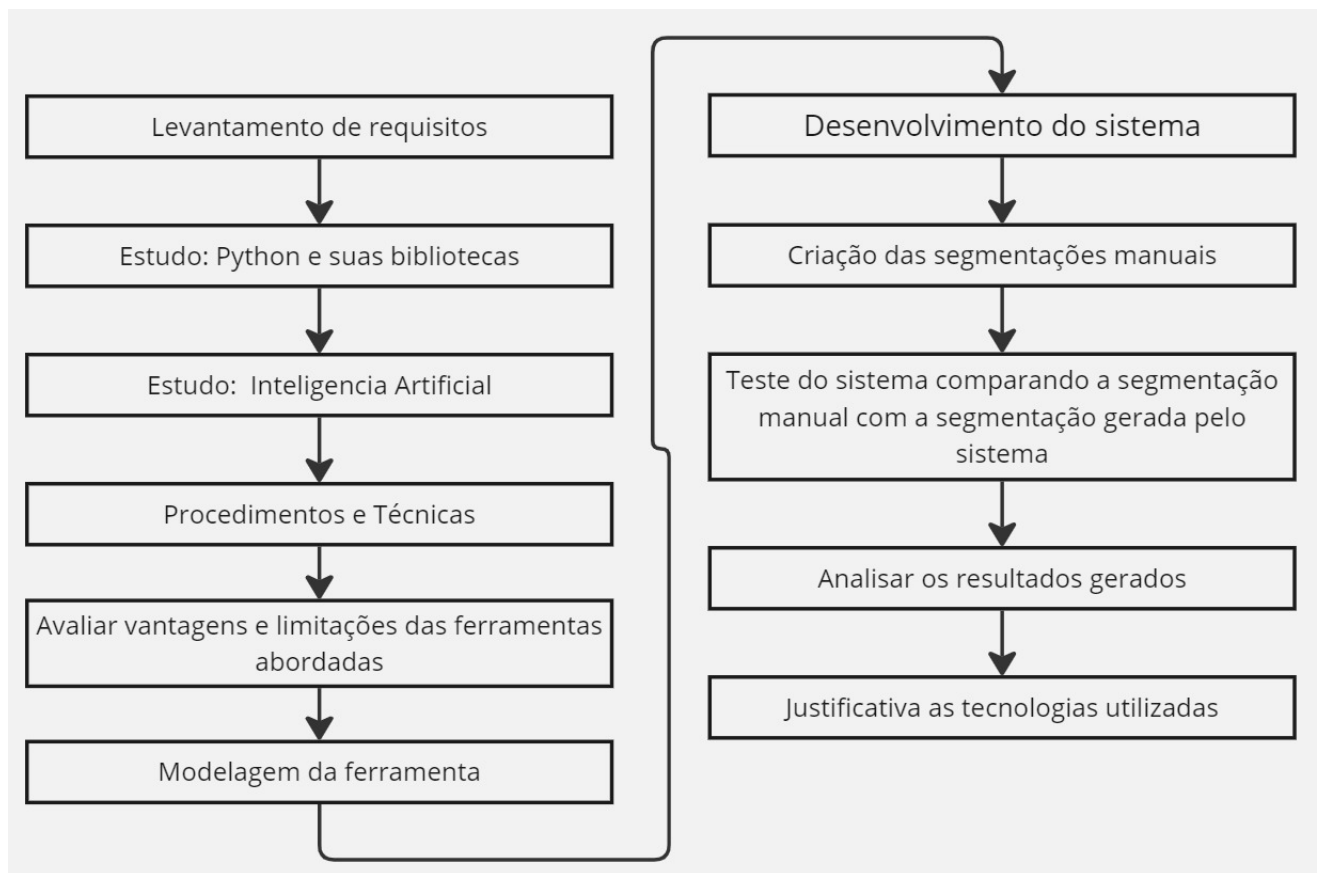 Levantamento de requisitos
Estudo: Python e suas bibliotecas
Estudo:  Inteligencia Artificial
Procedimentos e Técnicas
Avaliar vantagens e limitações das ferramentas
abordadas
Modelagem da ferramenta
Desenvolvimento do sistema
Criação das segmentações manuais
Teste do sistema comparando a segmentação
manual com a segmentação gerada pelo
sistema
Analisar os resultados gerados
Justificativa as tecnologias utilizadas